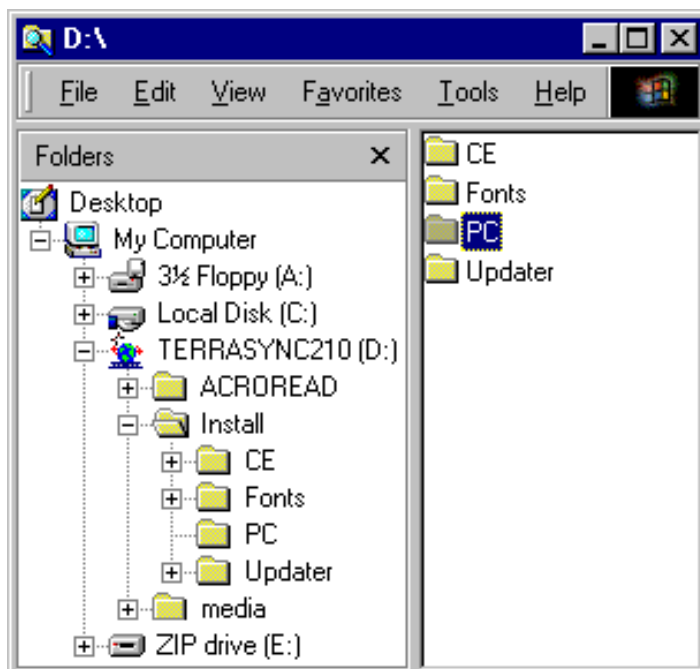 D:\
File Edit View Favorites Tools Help
Folders
Desktop
My Computer
3½ Floppy (A:)
Local Disk (C:)
TERRASYNC210 (D:)
ACROREAD
Install
CE
Fonts
PC
Updater
media
ZIP drive (E:)
CE
Fonts
PC
Updater